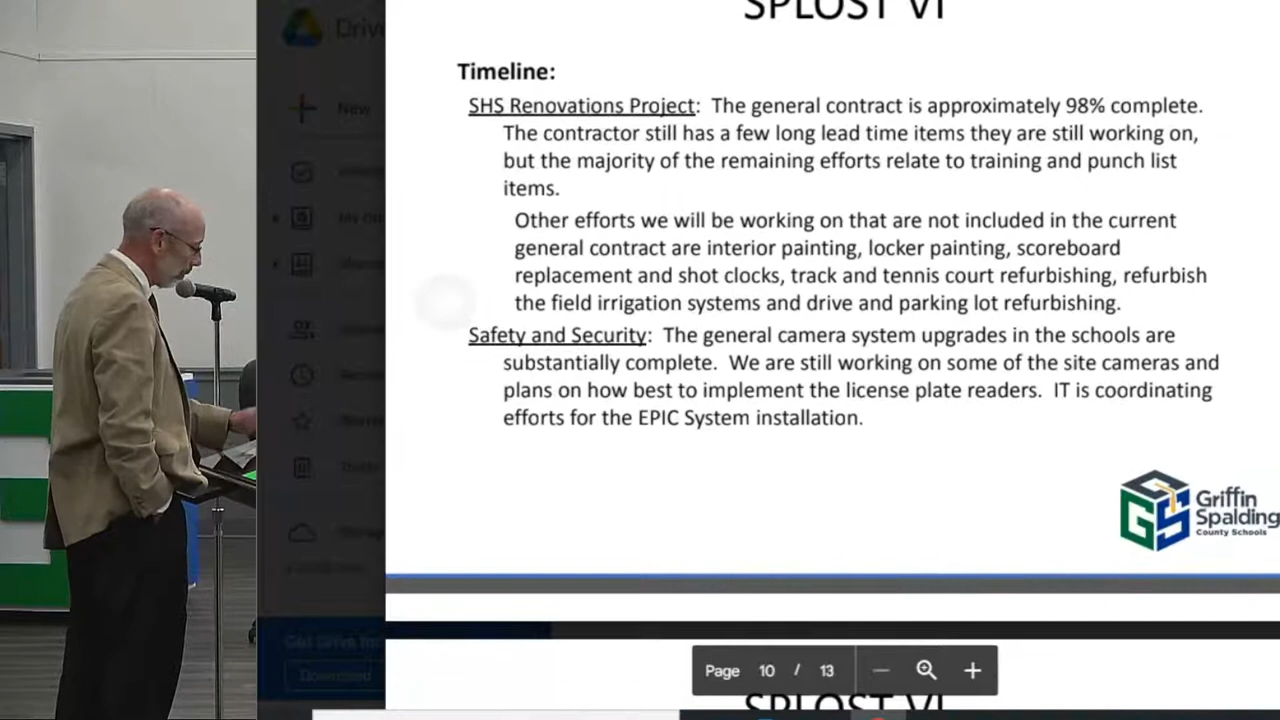 SPLOST VI
Timeline:
SHS Renovations Project: The general contract is approximately 98% complete.
The contractor still has a few long lead time items they are still working on,
but the majority of the remaining efforts relate to training and punch list
items.
Other efforts we will be working on that are not included in the current
general contract are interior painting, locker painting, scoreboard
replacement and shot clocks, track and tennis court refurbishing, refurbish
the field irrigation systems and drive and parking lot refurbishing.
Safety and Security: The general camera system upgrades in the schools are
substantially complete. We are still working on some of the site cameras and
plans on how best to implement the license plate readers. IT is coordinating
efforts for the EPIC System installation.
GS
Griffin
Spalding
County Schools
Page 10 / 13
SPLOST VI
New